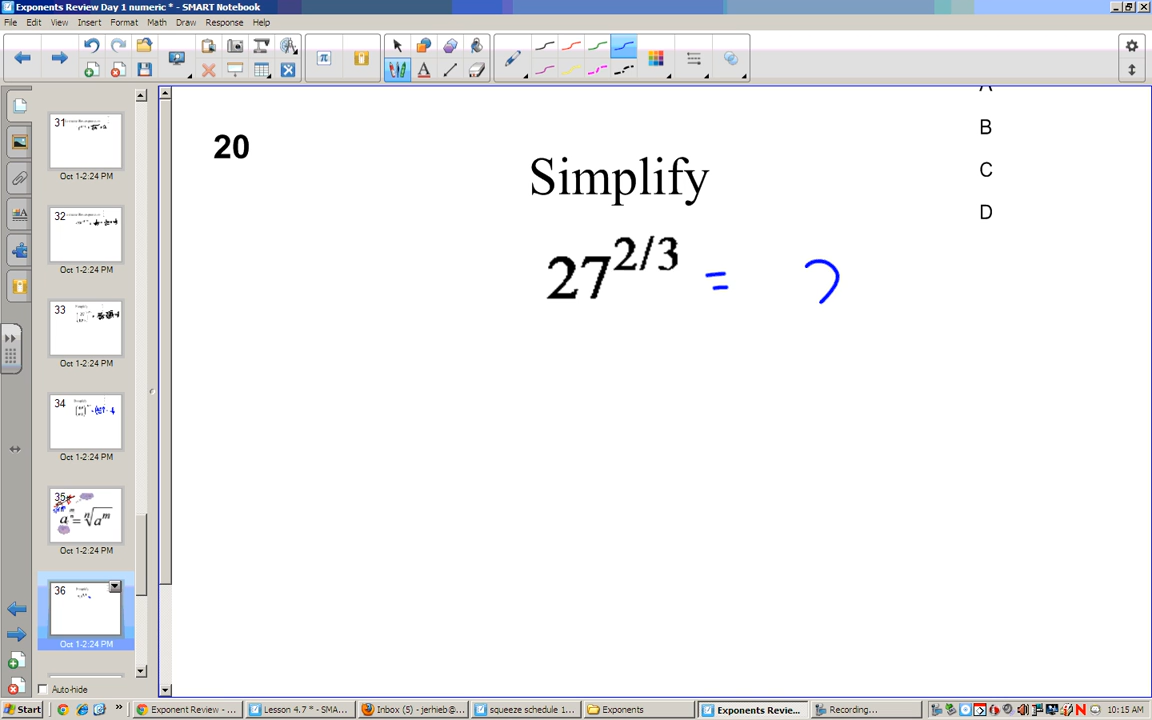 Exponents Review Day 1 numeric * - SMART Notebook
File Edit View Insert Format Math Draw Response Help
31
Oct 1-2:24 PM
32
Oct 1-2:24 PM
33
Oct 1-2:24 PM
34
Oct 1-2:24 PM
35
a^(m/n) = ⁿ√a^m
Oct 1-2:24 PM
36
Oct 1-2:24 PM
Auto-hide
20
Simplify
27^(2/3) = 2
A
B
C
D
Start
Exponent Review - ...
Lesson 4.7 * - SMA...
Inbox (5) - jerhieb@...
squeeze schedule 1...
Exponents
Exponents Revie...
Recording...
10:15 AM